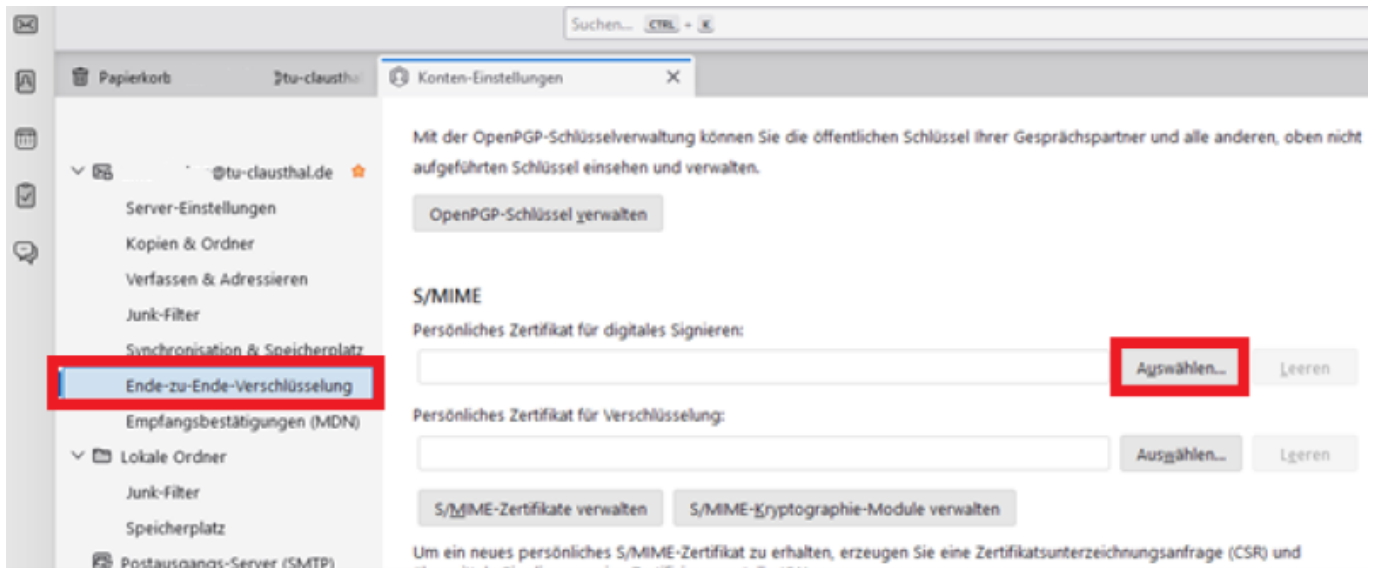 Suchen... CTRL + K
Papierkorb
tu-claustha
Konten-Einstellungen
Mit der OpenPGP-Schlüsselverwaltung können Sie die öffentlichen Schlüssel Ihrer Gesprächspartner und alle anderen, oben nicht
aufgeführten Schlüssel einsehen und verwalten.
OpenPGP-Schlüssel verwalten
@tu-clausthal.de
Server-Einstellungen
Kopien & Ordner
Verfassen & Adressieren
Junk-Filter
Synchronisation & Speicherplatz
Ende-zu-Ende-Verschlüsselung
Empfangsbestätigungen (MDN)
Lokale Ordner
Junk-Filter
Speicherplatz
Postausgangs-Server (SMTP)
S/MIME
Persönliches Zertifikat für digitales Signieren:
Auswählen... Leeren
Persönliches Zertifikat für Verschlüsselung:
Auswählen... Leeren
S/MIME-Zertifikate verwalten S/MIME-Kryptographie-Module verwalten
Um ein neues persönliches S/MIME-Zertifikat zu erhalten, erzeugen Sie eine Zertifikatsunterzeichnungsanfrage (CSR) und